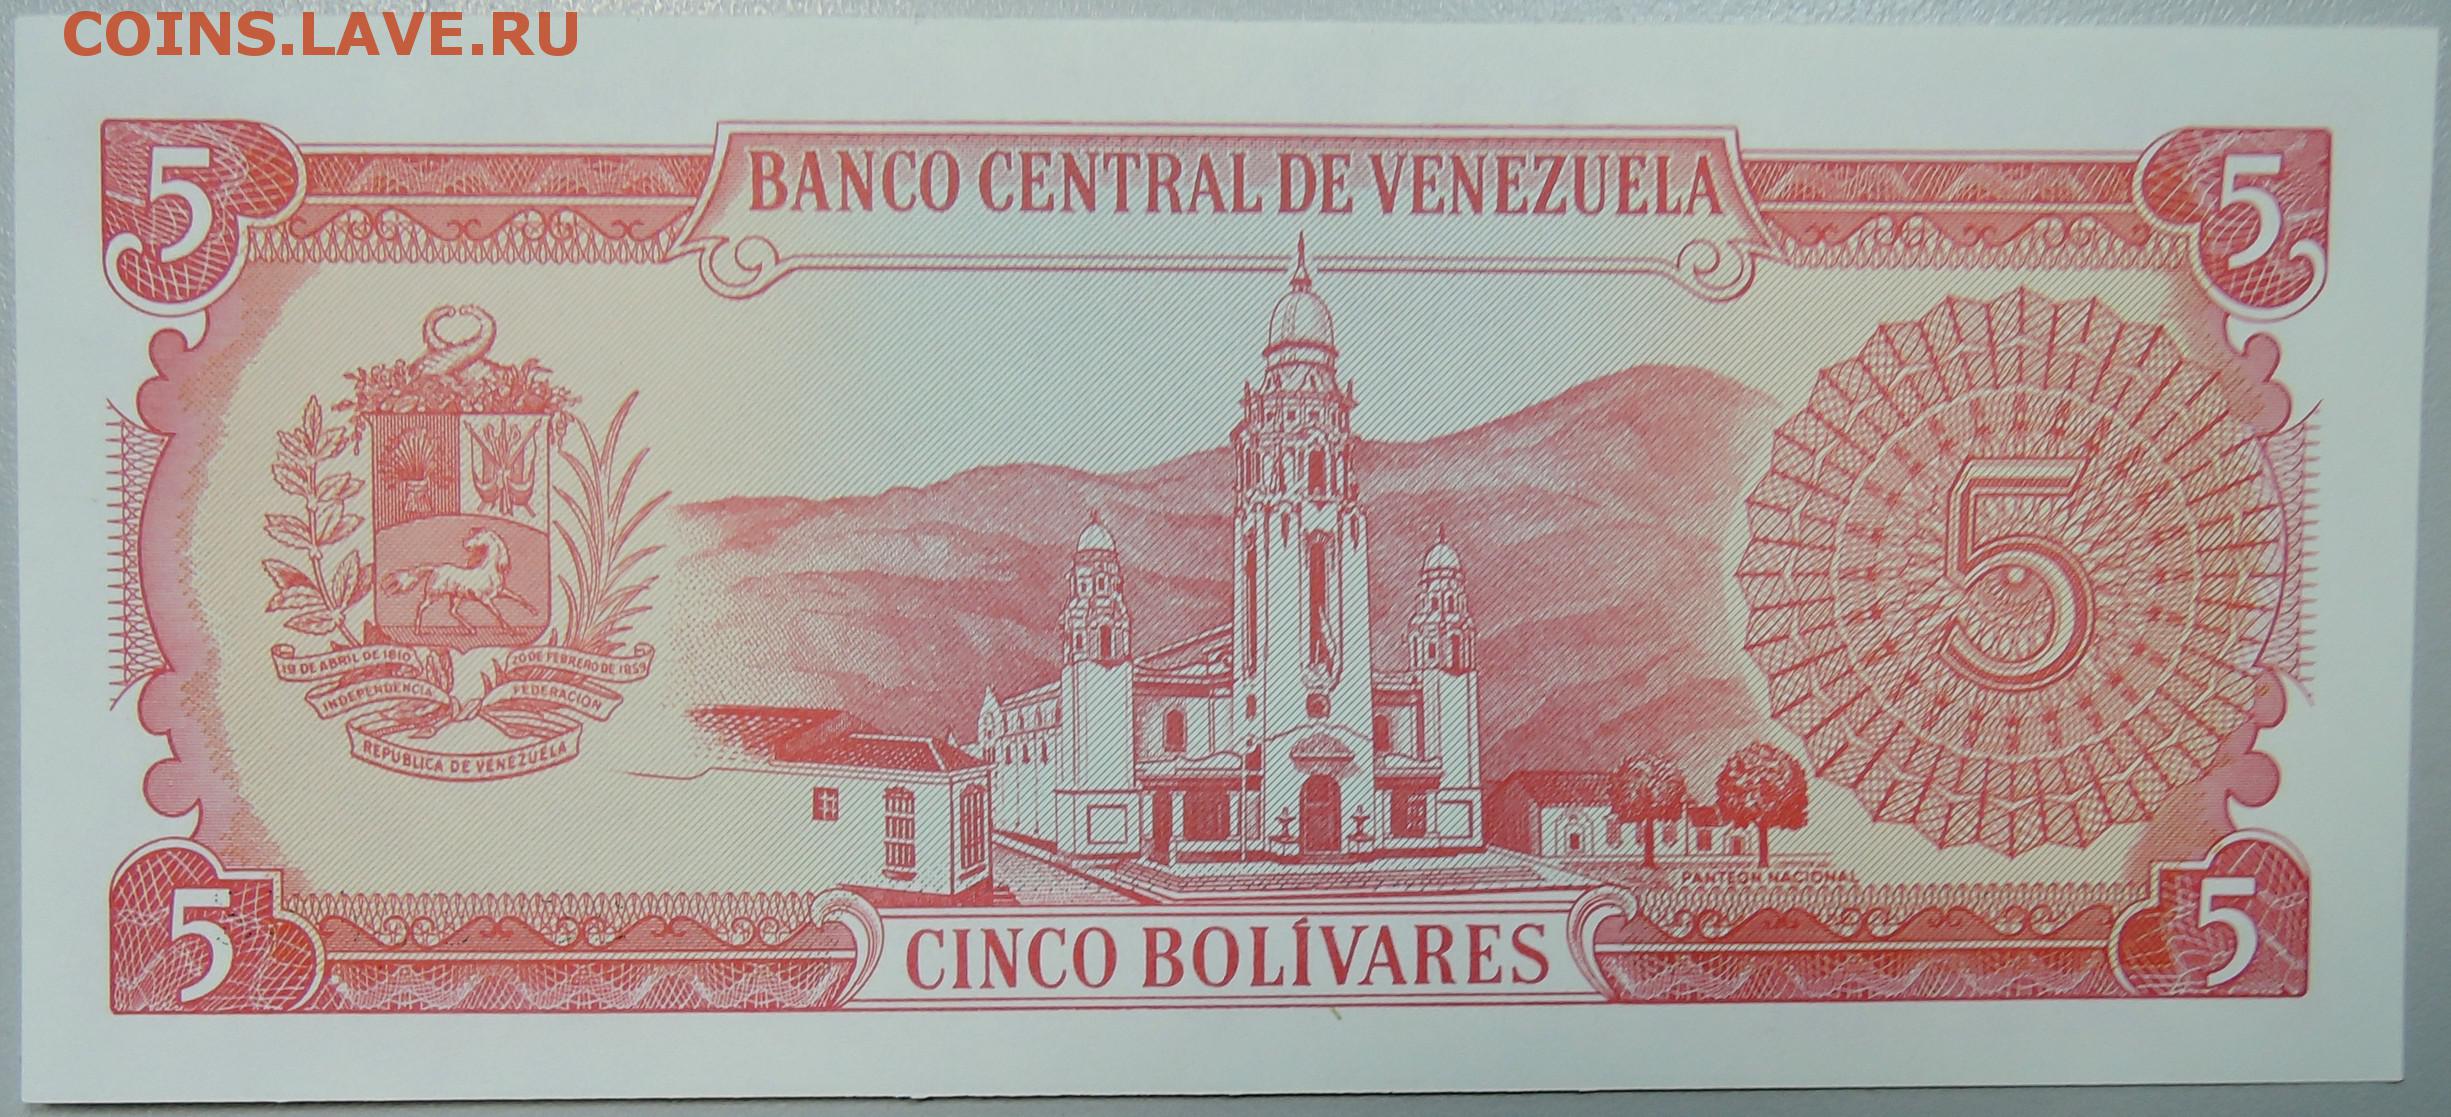 COINS.LAVE.RU
5
BANCO CENTRAL DE VENEZUELA
5
19 DE ABRIL DE 1810
20 DE FEBRERO DE 1859
INDEPENDENCIA
FEDERACION
REPUBLICA DE VENEZUELA
5
PANTEON NACIONAL
5
CINCO BOLÍVARES
5